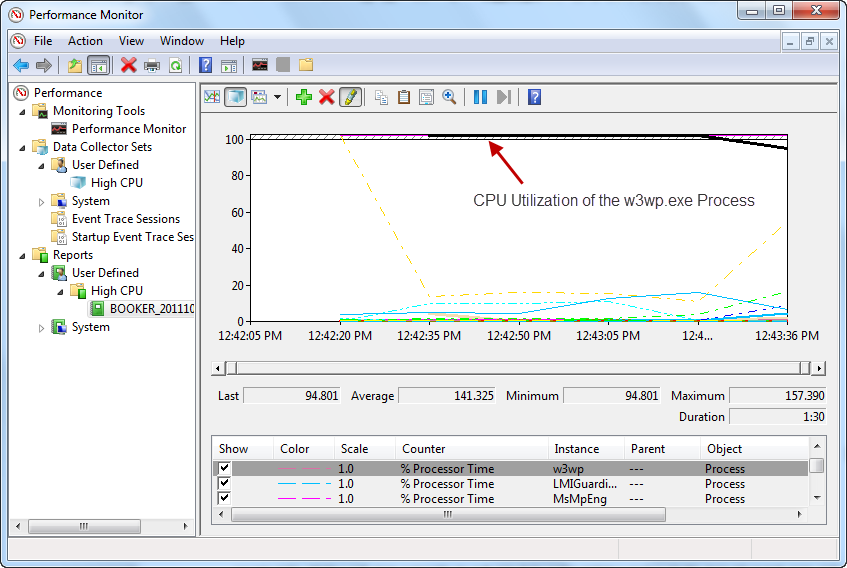 Performance Monitor
File Action View Window Help
Performance
Monitoring Tools
Performance Monitor
Data Collector Sets
User Defined
High CPU
System
Event Trace Sessions
Startup Event Trace Ses
Reports
User Defined
High CPU
BOOKER_201110
System
100
80
60
40
20
0
CPU Utilization of the w3wp.exe Process
12:42:05 PM 12:42:20 PM 12:42:35 PM 12:42:50 PM 12:43:05 PM 12:4... 12:43:36 PM
Last 94.801 Average 141.325 Minimum 94.801 Maximum 157.390
Duration 1:30
Show Color Scale Counter Instance Parent Object
1.0 % Processor Time w3wp --- Process
1.0 % Processor Time LMIGuardi... --- Process
1.0 % Processor Time MsMpEng --- Process